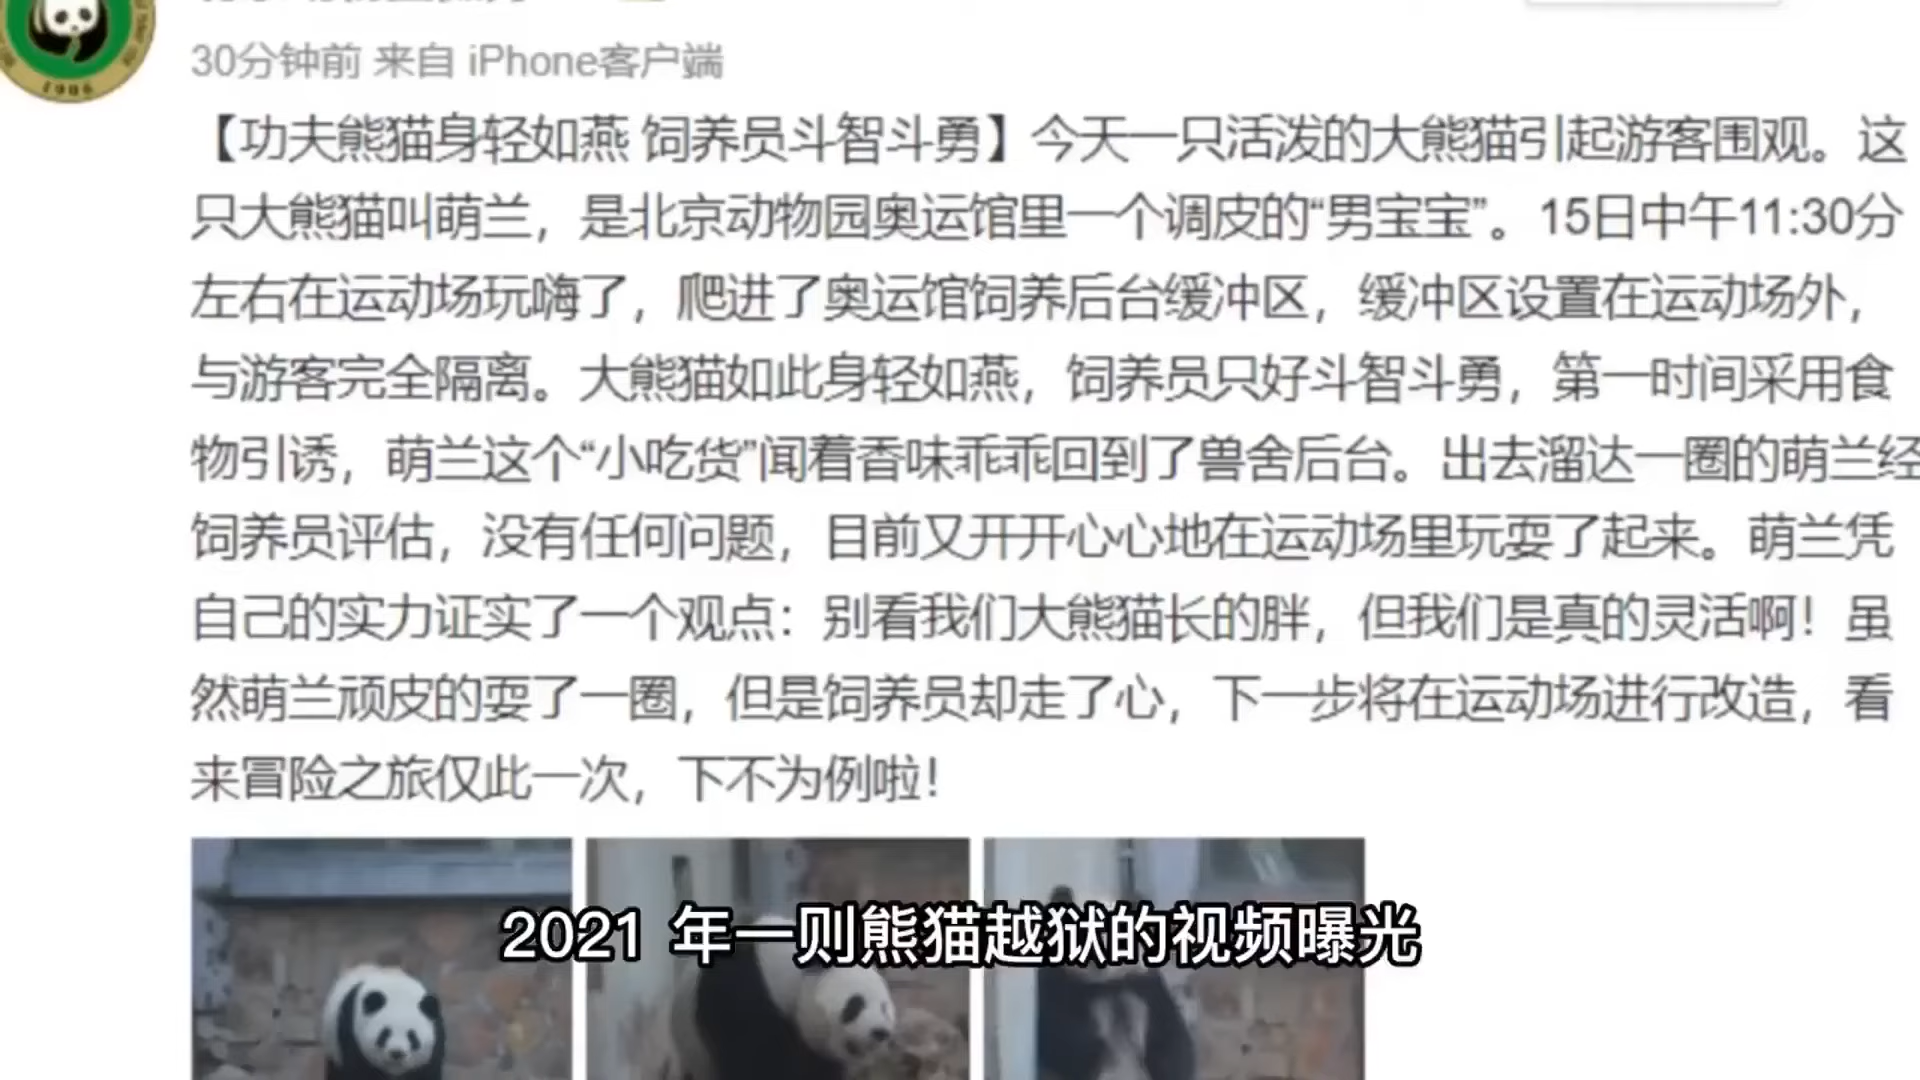 1906
30分钟前 来自 iPhone客户端
【功夫熊猫身轻如燕 饲养员斗智斗勇】今天一只活泼的大熊猫引起游客围观。这
只大熊猫叫萌兰，是北京动物园奥运馆里一个调皮的“男宝宝”。15日中午11:30分
左右在运动场玩嗨了，爬进了奥运馆饲养后台缓冲区，缓冲区设置在运动场外，
与游客完全隔离。大熊猫如此身轻如燕，饲养员只好斗智斗勇，第一时间采用食
物引诱，萌兰这个“小吃货”闻着香味乖乖回到了兽舍后台。出去溜达一圈的萌兰经
饲养员评估，没有任何问题，目前又开开心心地在运动场里玩耍了起来。萌兰凭
自己的实力证实了一个观点：别看我们大熊猫长的胖，但我们是真的灵活啊！虽
然萌兰顽皮的耍了一圈，但是饲养员却走了心，下一步将在运动场进行改造，看
来冒险之旅仅此一次，下不为例啦！
2021 年一则熊猫越狱的视频曝光